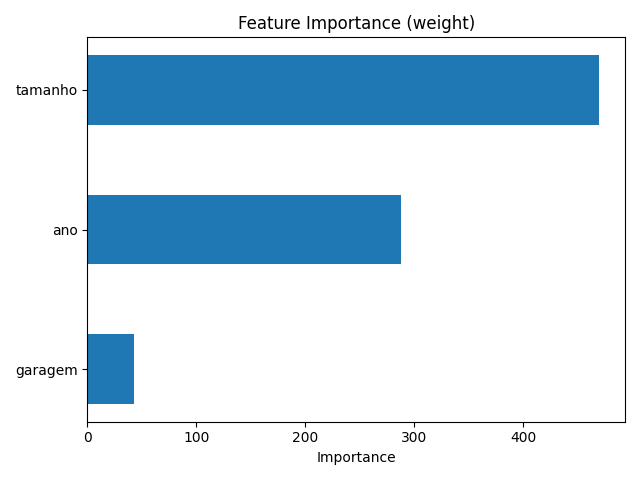 Feature Importance (weight)
tamanho
ano
garagem
0 100 200 300 400
Importance